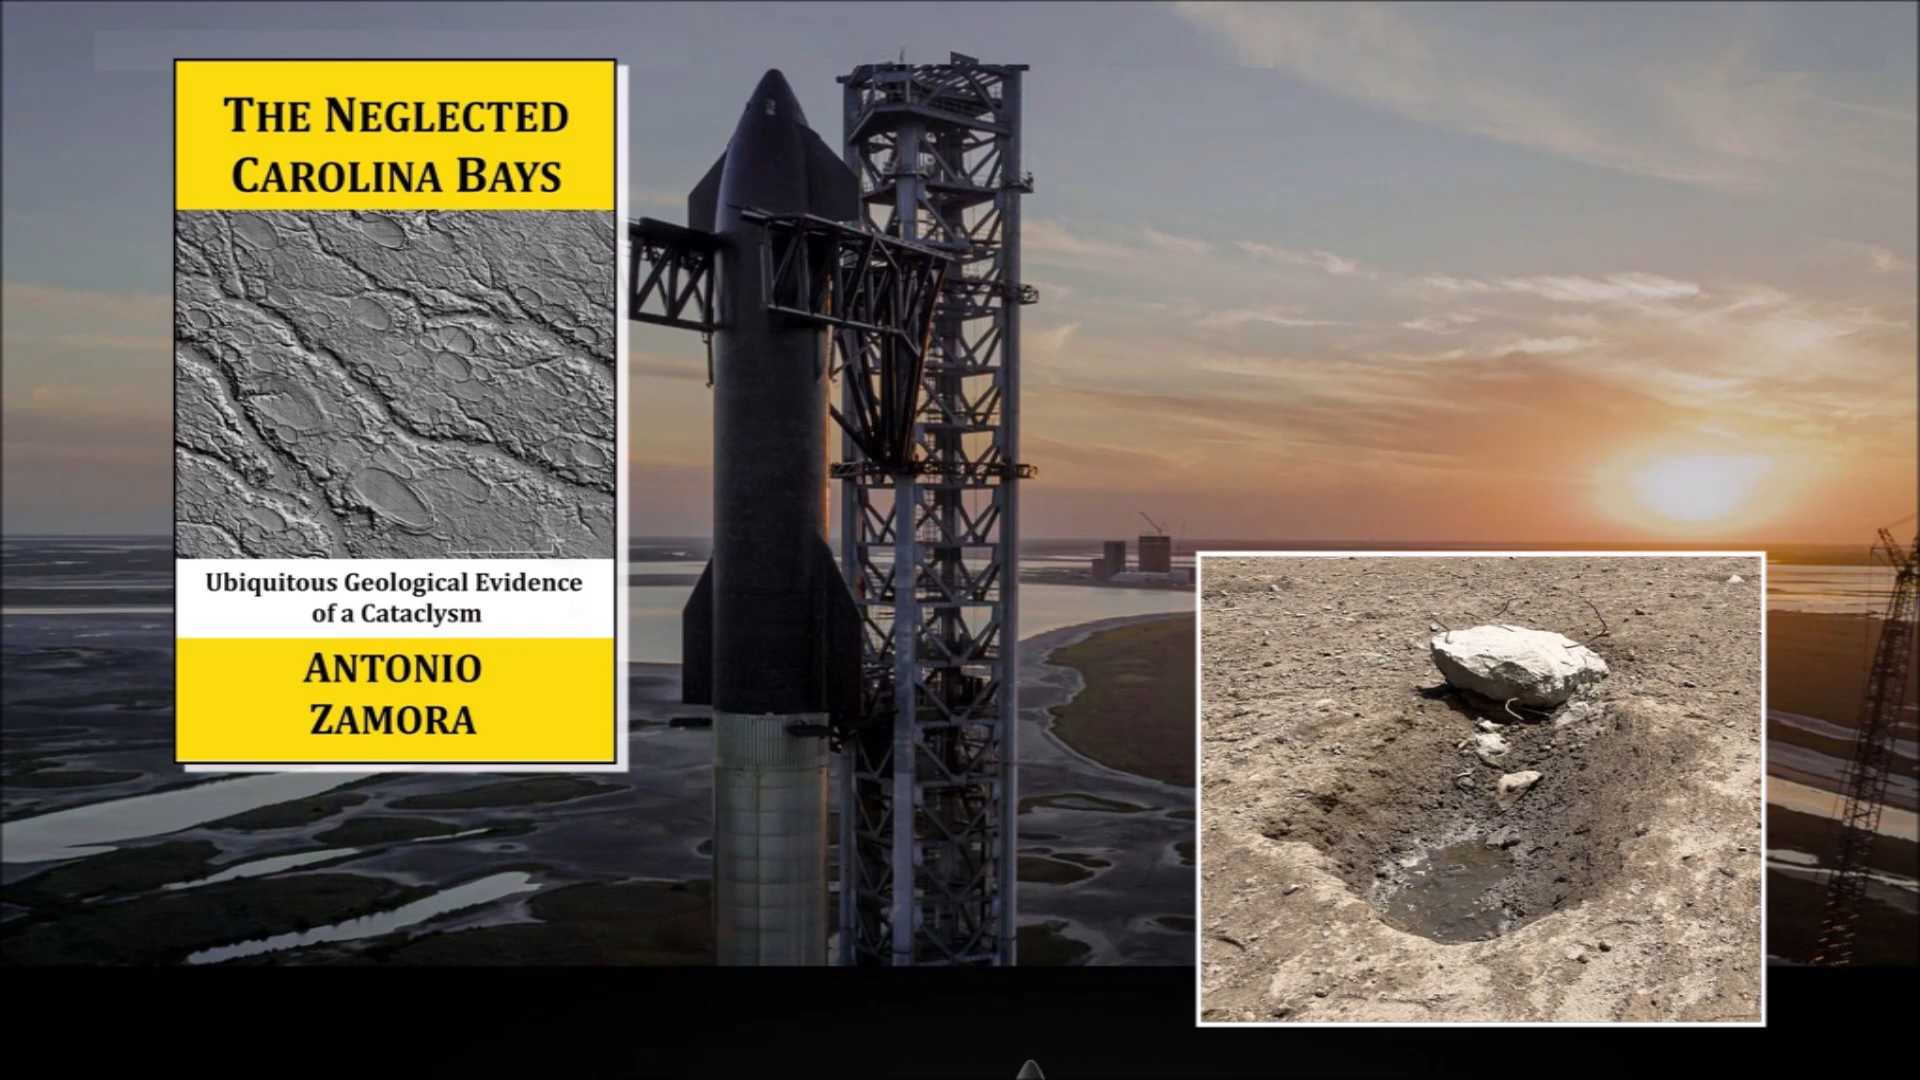 THE NEGLECTED
CAROLINA BAYS
Ubiquitous Geological Evidence
of a Cataclysm
ANTONIO
ZAMORA